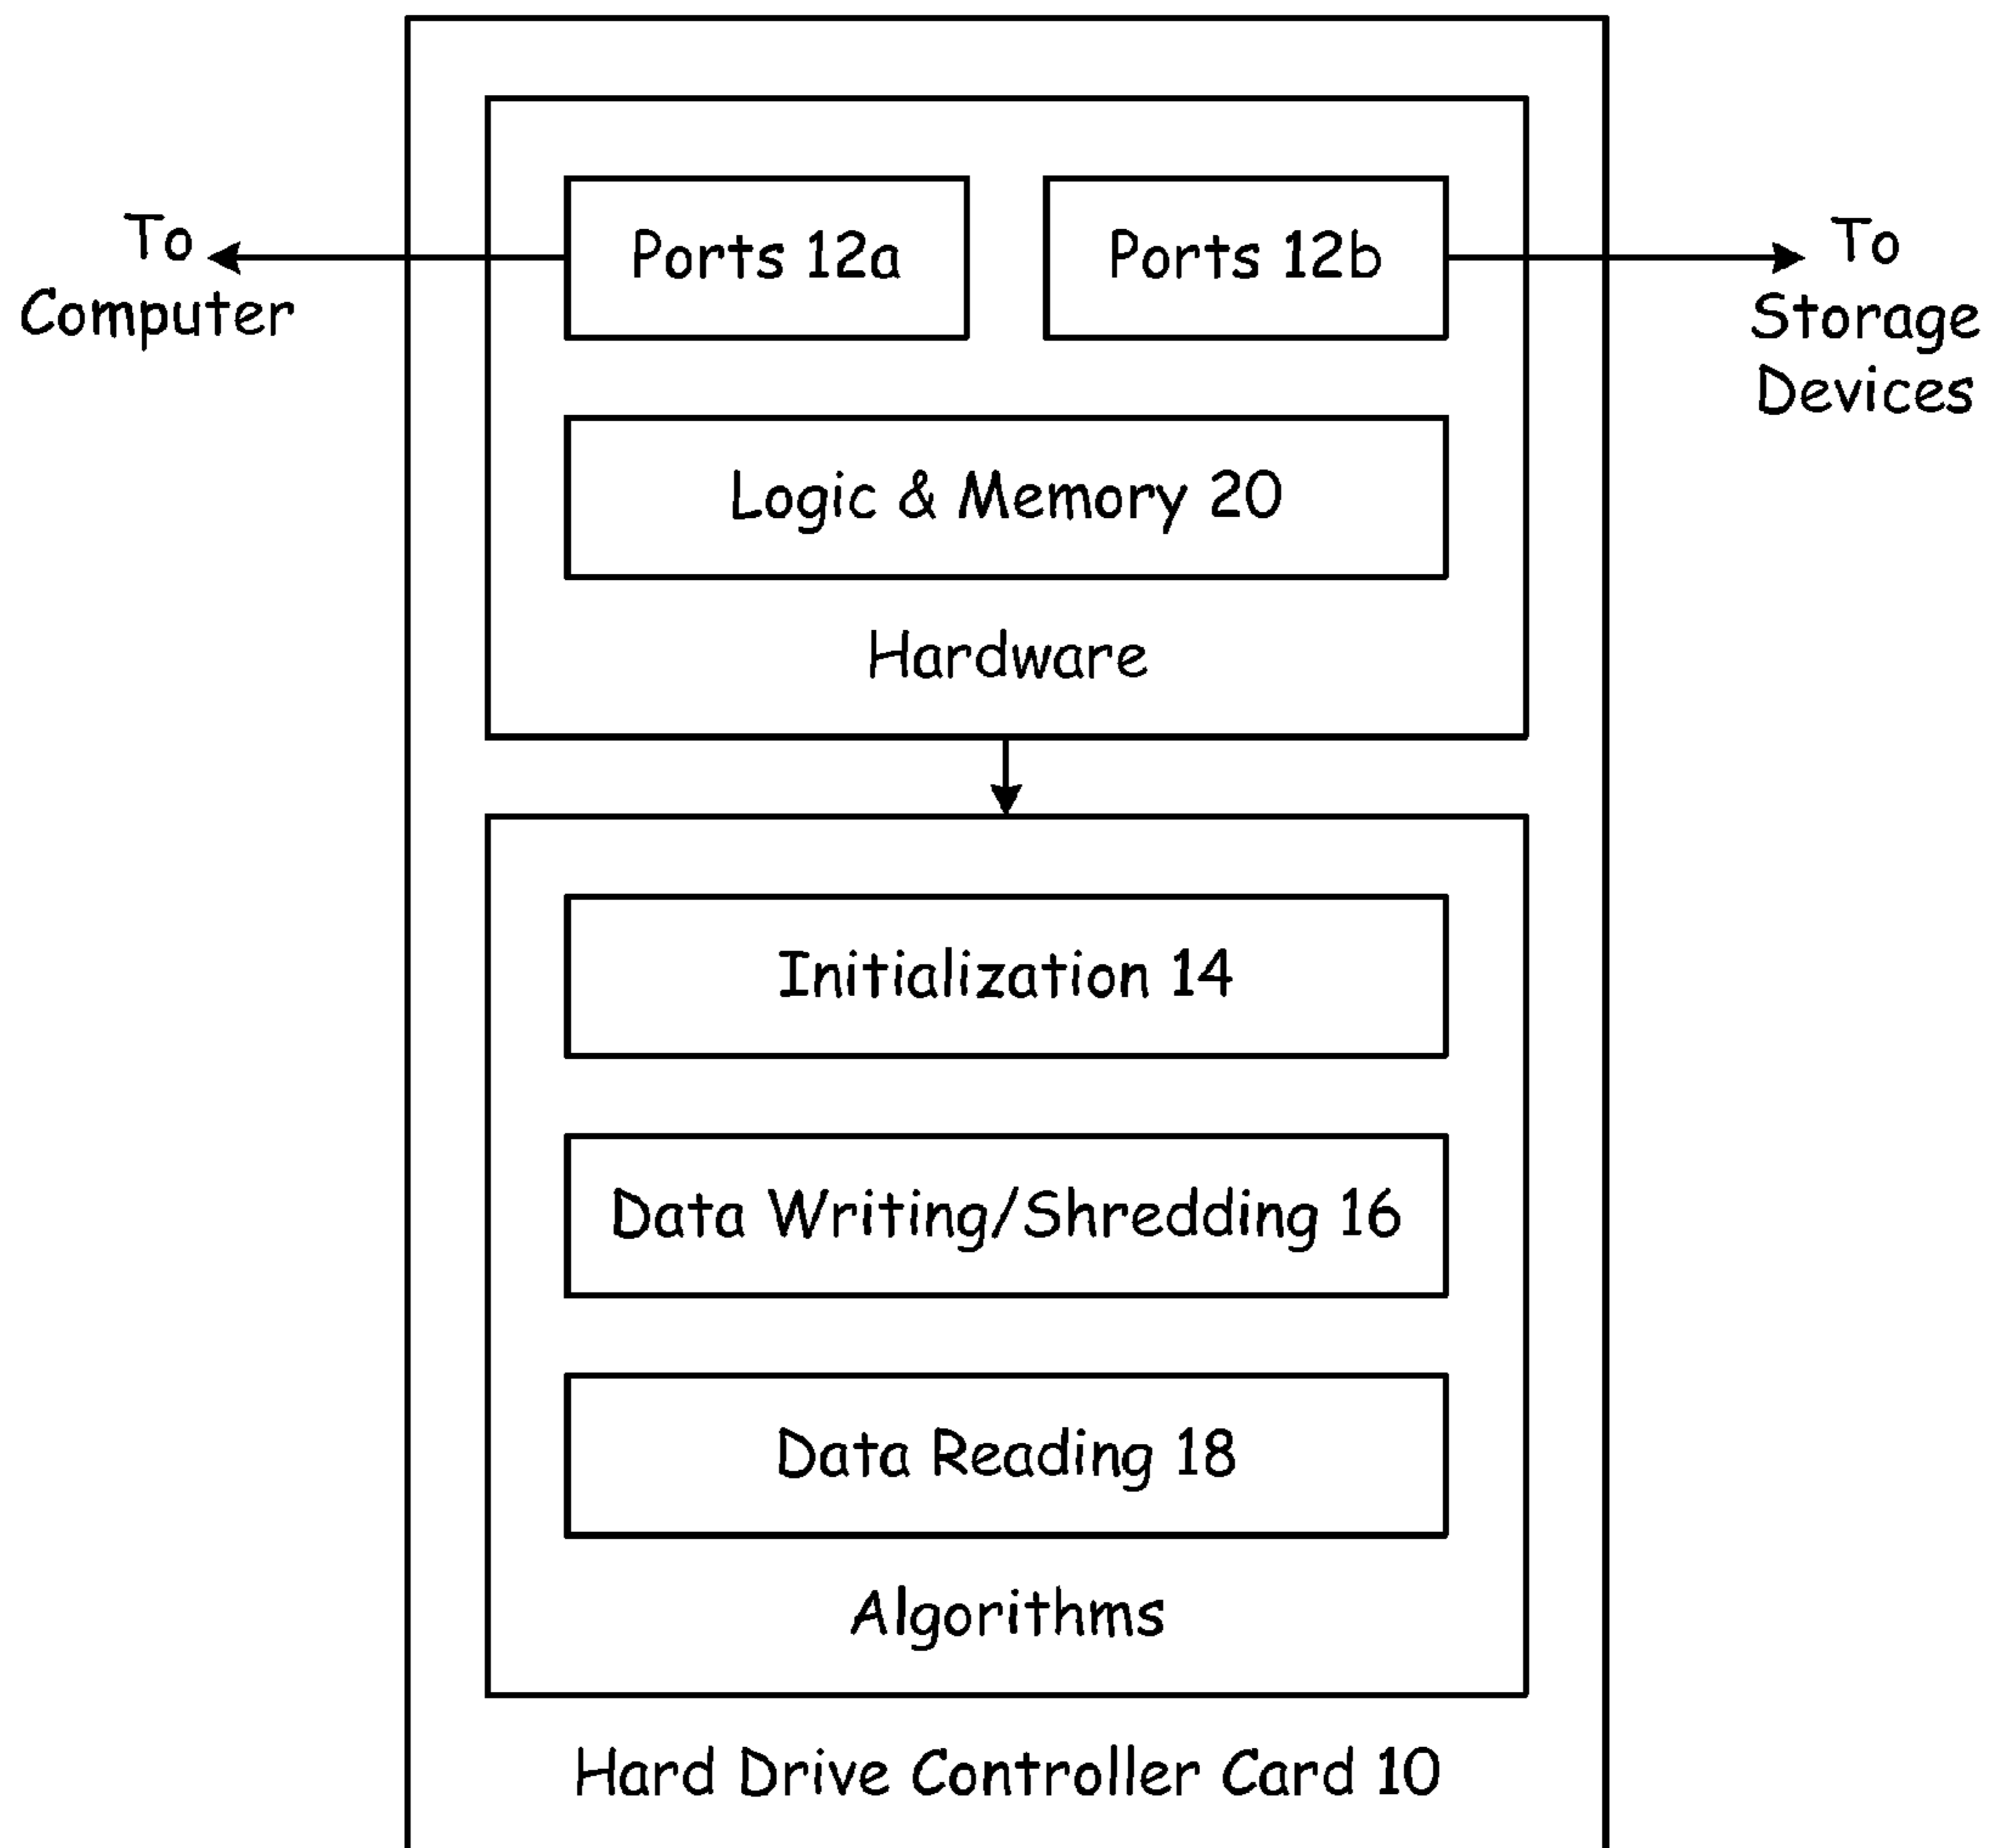 To
Computer
Ports 12a
Ports 12b
To
Storage
Devices
Logic & Memory 20
Hardware
Initialization 14
Data Writing/Shredding 16
Data Reading 18
Algorithms
Hard Drive Controller Card 10